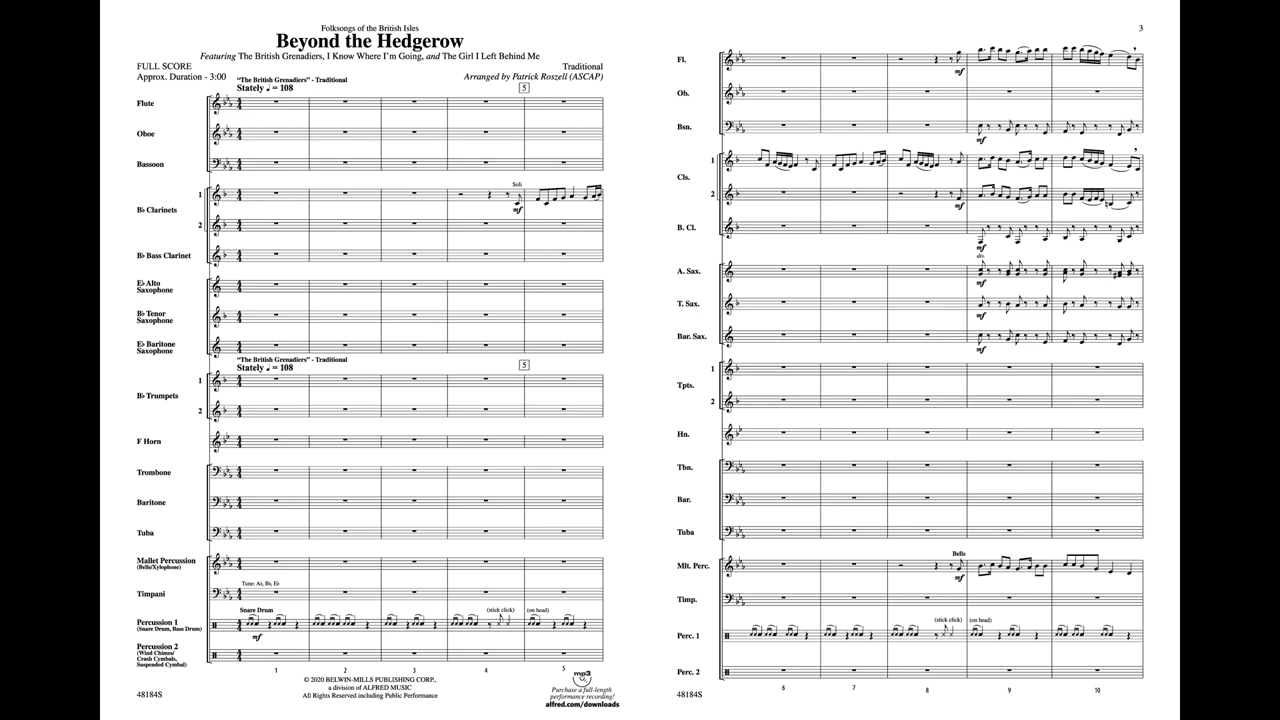 Folksongs of the British Isles
Beyond the Hedgerow
Featuring The British Grenadiers, I Know Where I'm Going, and The Girl I Left Behind Me
FULL SCORE
Approx. Duration - 3:00
Traditional
Arranged by Patrick Roszell (ASCAP)
"The British Grenadiers" - Traditional
Stately ♩ = 108
5
Flute
Oboe
Bassoon
Soli
mf
B♭ Clarinets
1
2
B♭ Bass Clarinet
E♭ Alto
Saxophone
B♭ Tenor
Saxophone
E♭ Baritone
Saxophone
"The British Grenadiers" - Traditional
Stately ♩ = 108
5
B♭ Trumpets
1
2
F Horn
Trombone
Baritone
Tuba
Mallet Percussion
(Bells/Xylophone)
Tune: A♭, B♭, E♭
Timpani
Snare Drum
(stick click)
(on head)
Percussion 1
(Snare Drum, Bass Drum)
mf
Percussion 2
(Wind Chimes/
Crash Cymbals,
Suspended Cymbal)
1 2 3 4 5
48184S
© 2020 BELWIN-MILLS PUBLISHING CORP.,
a division of ALFRED MUSIC
All Rights Reserved including Public Performance
mp3
Purchase a full-length
performance recording!
alfred.com/downloads
3
Fl.
mf
Ob.
Bsn.
mf
Cls.
1
2
mf
B. Cl.
mf
div.
A. Sax.
mf
T. Sax.
mf
Bar. Sax.
mf
Tpts.
1
2
Hn.
Tbn.
Bar.
Tuba
Bells
Mlt. Perc.
mf
Timp.
(stick click)
(on head)
Perc. 1
Perc. 2
6 7 8 9 10
48184S